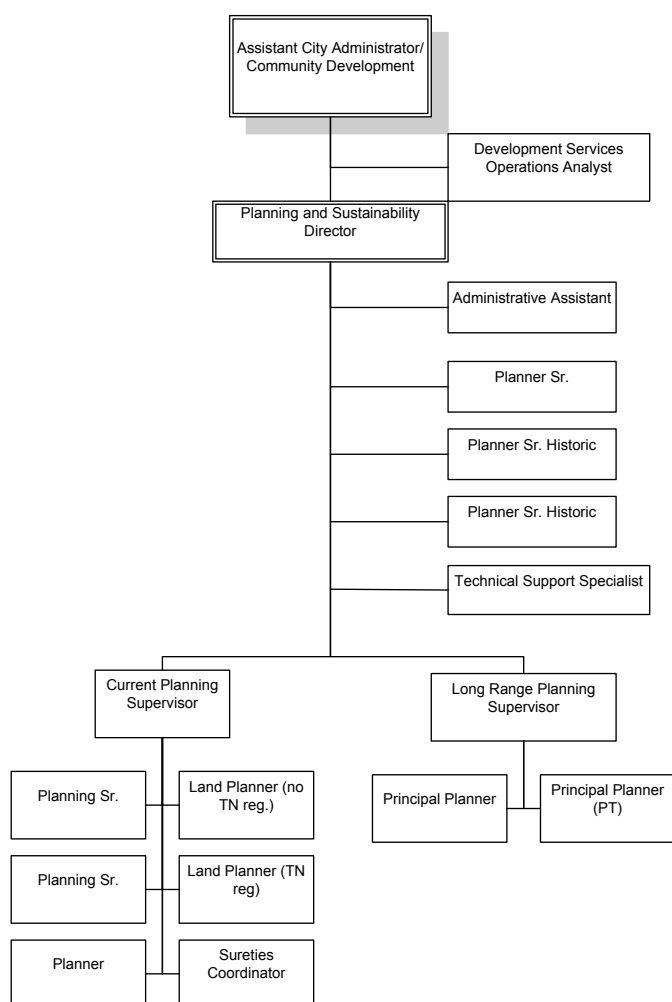 Assistant City Administrator/
Community Development
Development Services
Operations Analyst
Planning and Sustainability
Director
Administrative Assistant
Planner Sr.
Planner Sr. Historic
Planner Sr. Historic
Technical Support Specialist
Current Planning
Supervisor
Long Range Planning
Supervisor
Planning Sr.
Land Planner (no
TN reg.)
Principal Planner
Principal Planner
(PT)
Planning Sr.
Land Planner (TN
reg)
Planner
Sureties
Coordinator